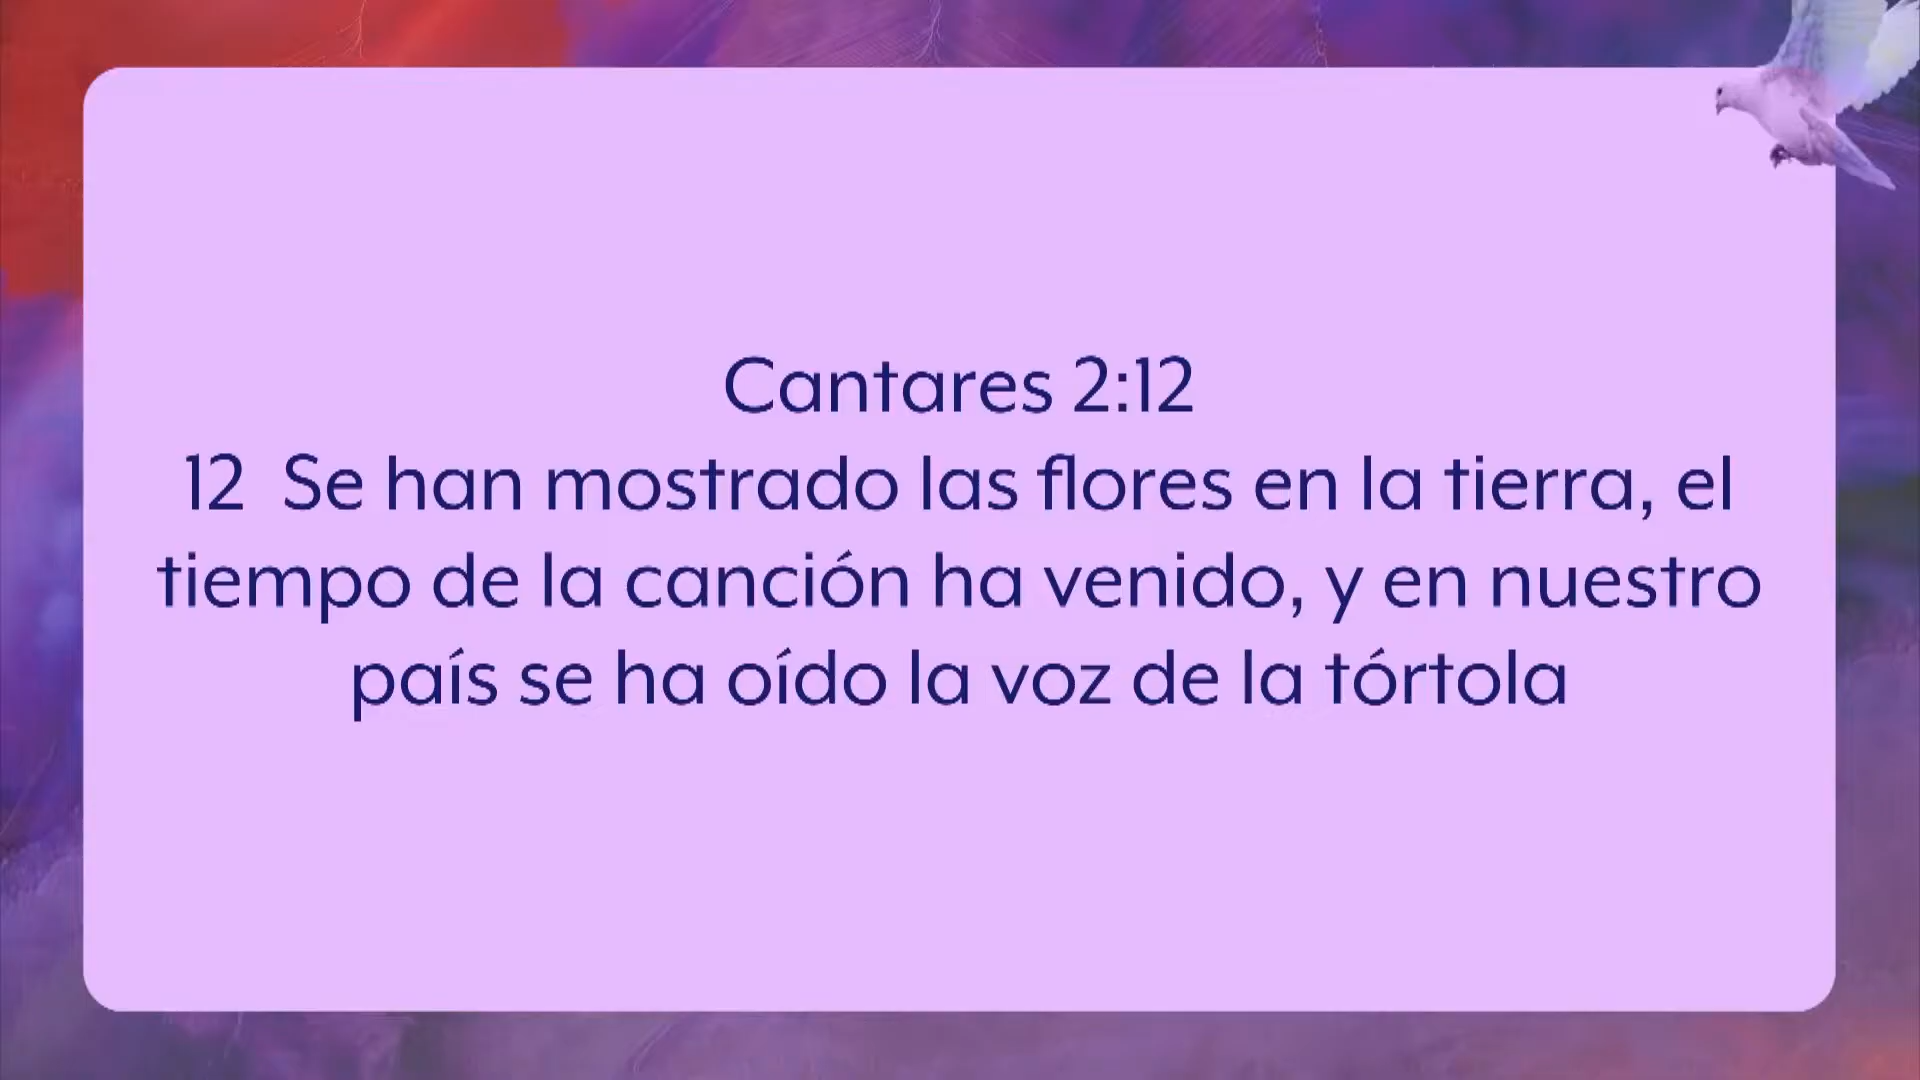 Cantares 2:12
12  Se han mostrado las flores en la tierra, el
tiempo de la canción ha venido, y en nuestro
país se ha oído la voz de la tórtola